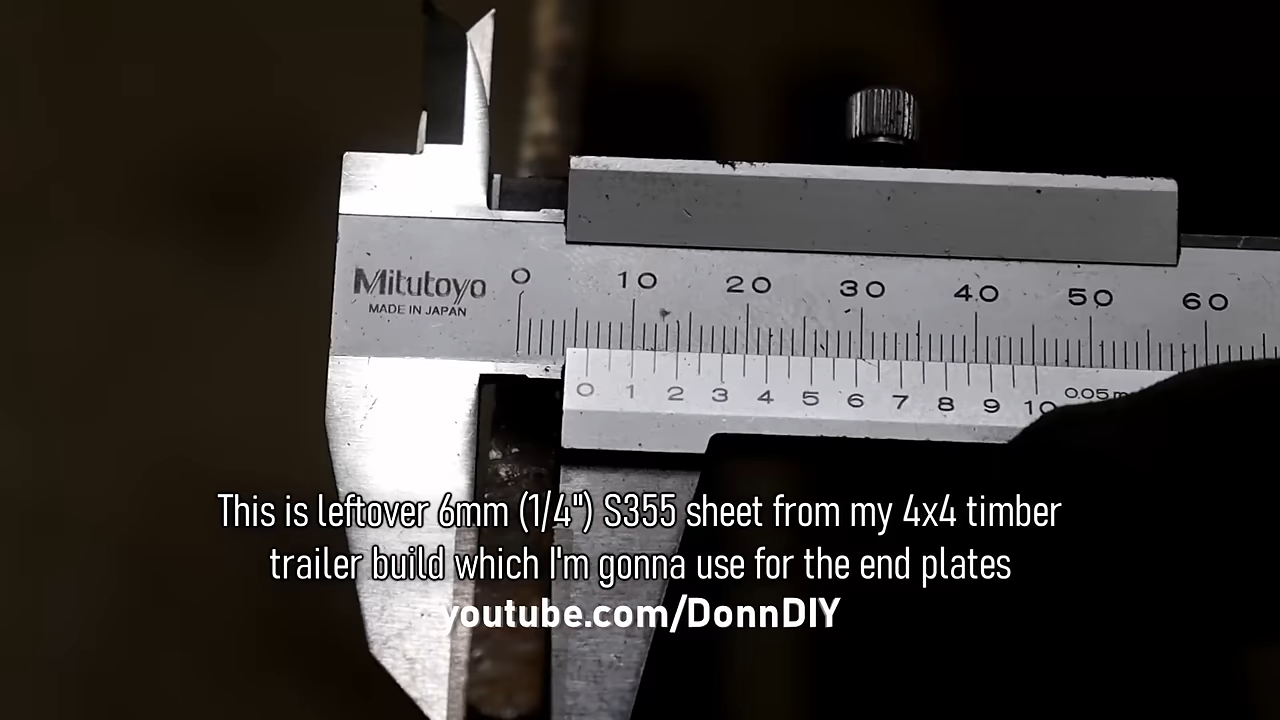 Mitutoyo
MADE IN JAPAN
0 10 20 30 40 50 60
0 1 2 3 4 5 6 7 8 9 10
0.05
This is leftover 6mm (1/4") S355 sheet from my 4x4 timber
trailer build which I'm gonna use for the end plates
youtube.com/DonnDIY